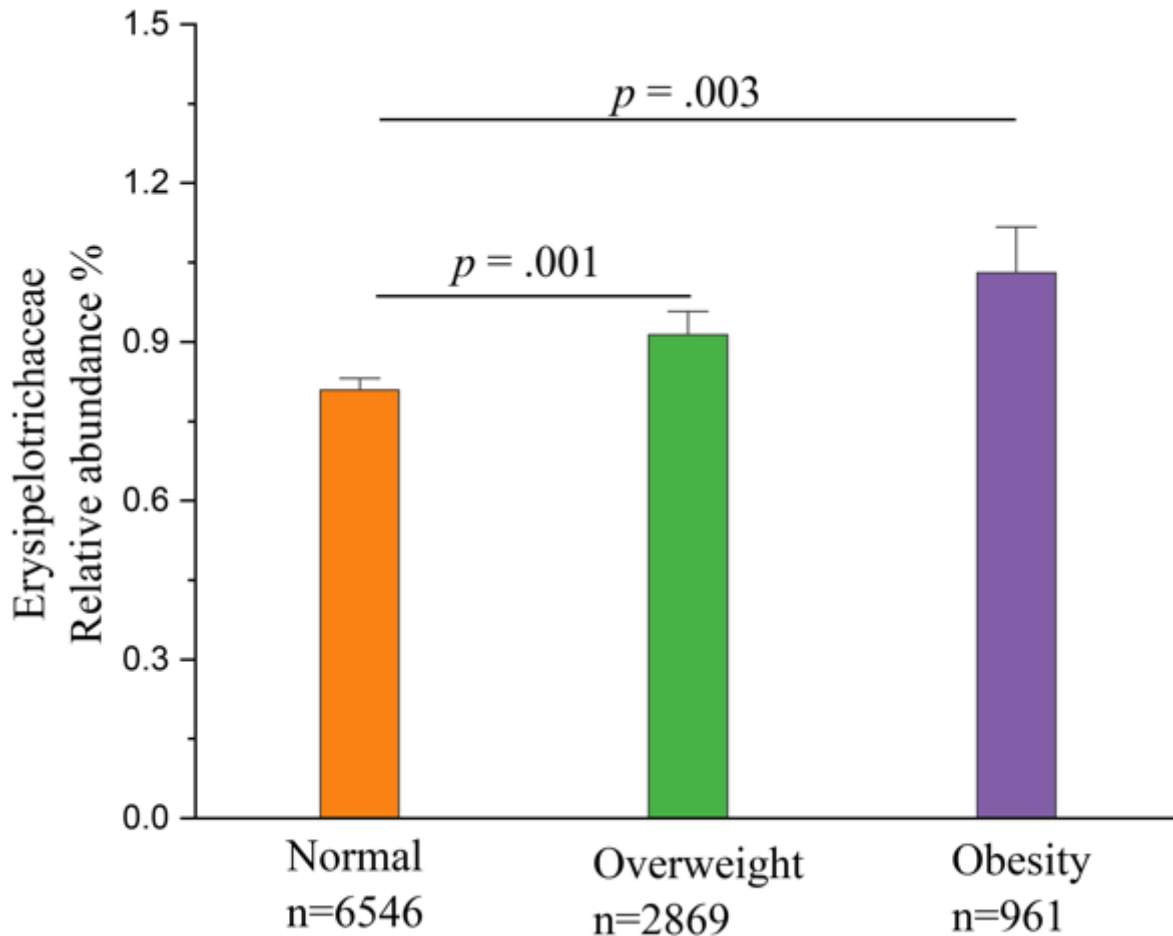 Erysipelotrichaceae
Relative abundance %
1.5
1.2
0.9
0.6
0.3
0.0
p = .003
p = .001
Normal
n=6546
Overweight
n=2869
Obesity
n=961